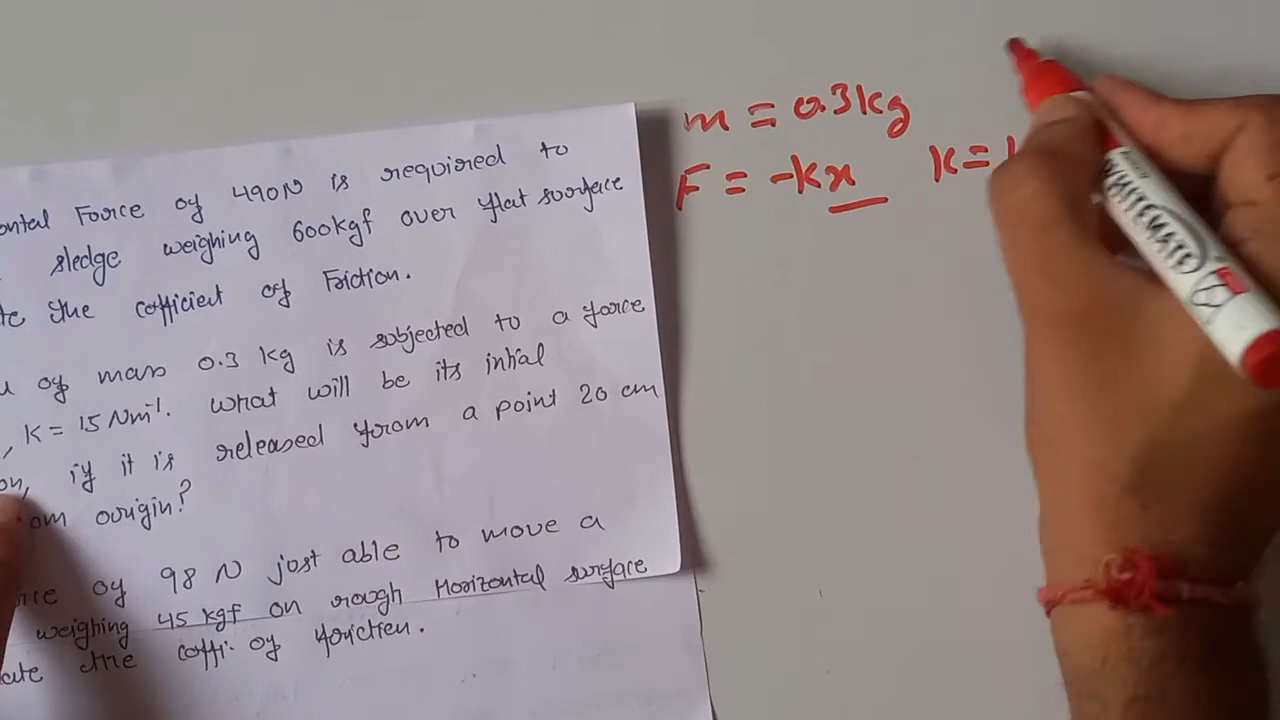 ontal Force of 490N is required to
sledge weighing 600kgf over flat surface
the cofficient of Friction.
of mass 0.3 kg is subjected to a force
, K = 15 Nm⁻¹. What will be its intial
on, if it is released from a point 20 cm
om origin?
of 98 N just able to move a
weighing 45 kgf on rough Horizontal surface
ate the coffi. of friction.
m = 0.3kg
F = -kx K =
WHITEMATE